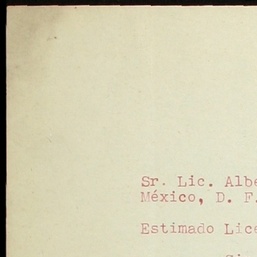 Sr. Lic. Albe
México, D. F.
Estimado Lice